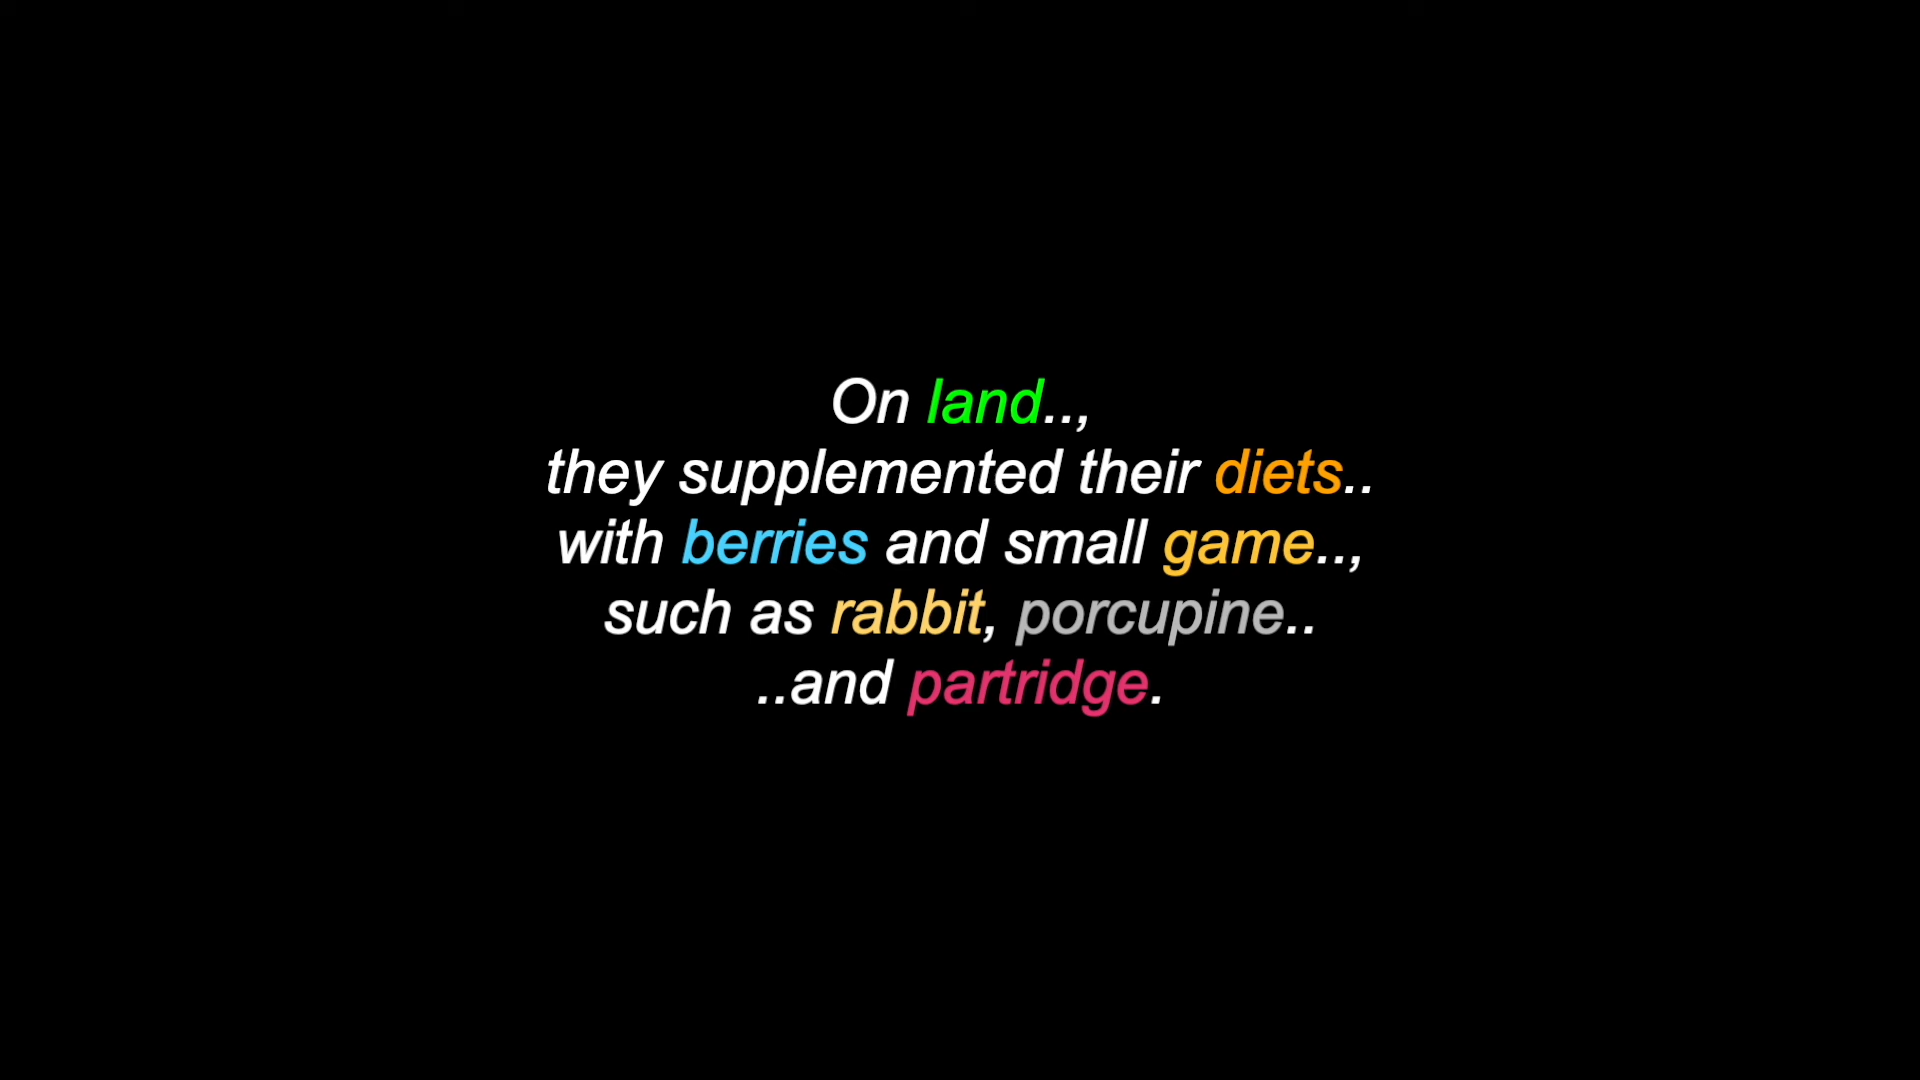 On land..,
they supplemented their diets..
with berries and small game..,
such as rabbit, porcupine..
..and partridge.